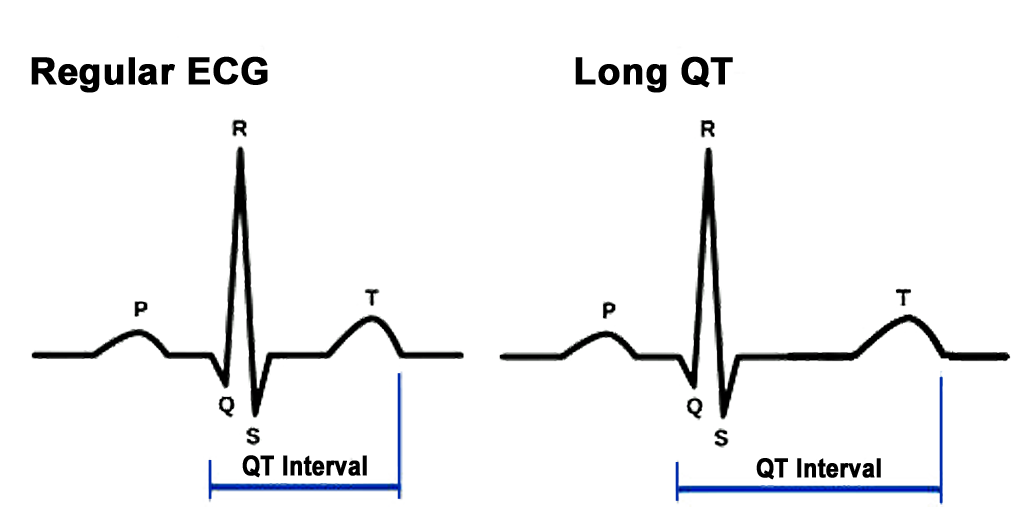 Regular ECG
R
P
T
Q
S
QT Interval
Long QT
R
P
T
Q
S
QT Interval